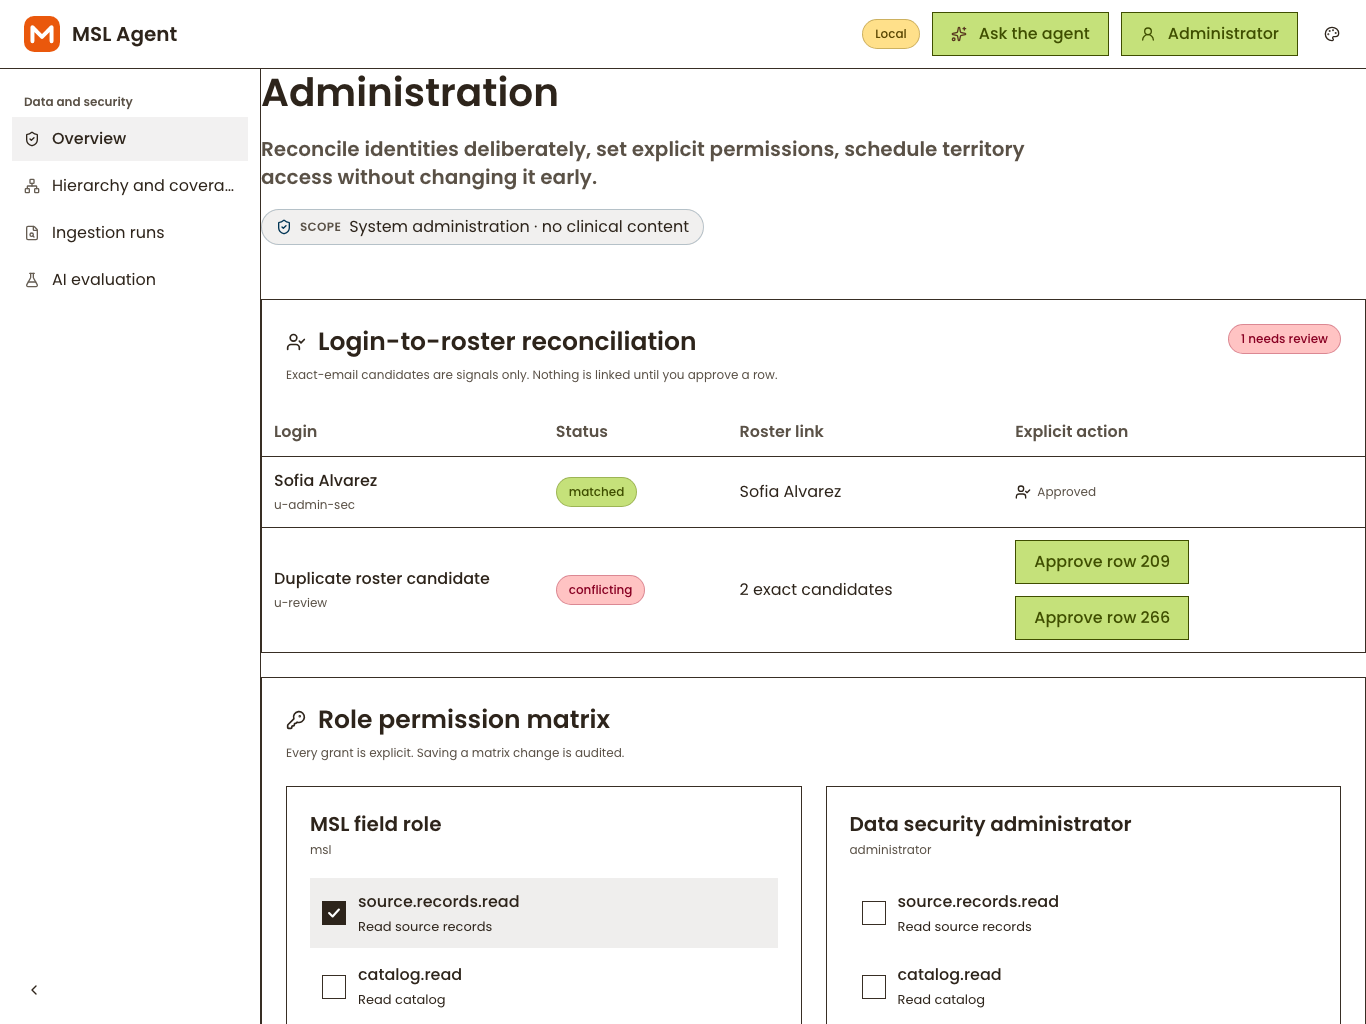 MSL Agent
Local
Ask the agent
Administrator
Data and security
Overview
Hierarchy and covera...
Ingestion runs
AI evaluation
Administration
Reconcile identities deliberately, set explicit permissions, schedule territory
access without changing it early.
SCOPE System administration · no clinical content
Login-to-roster reconciliation
1 needs review
Exact-email candidates are signals only. Nothing is linked until you approve a row.
Login Status Roster link Explicit action
Sofia Alvarez
u-admin-sec
matched
Sofia Alvarez
Approved
Duplicate roster candidate
u-review
conflicting
2 exact candidates
Approve row 209
Approve row 266
Role permission matrix
Every grant is explicit. Saving a matrix change is audited.
MSL field role
msl
source.records.read
Read source records
catalog.read
Read catalog
Data security administrator
administrator
source.records.read
Read source records
catalog.read
Read catalog